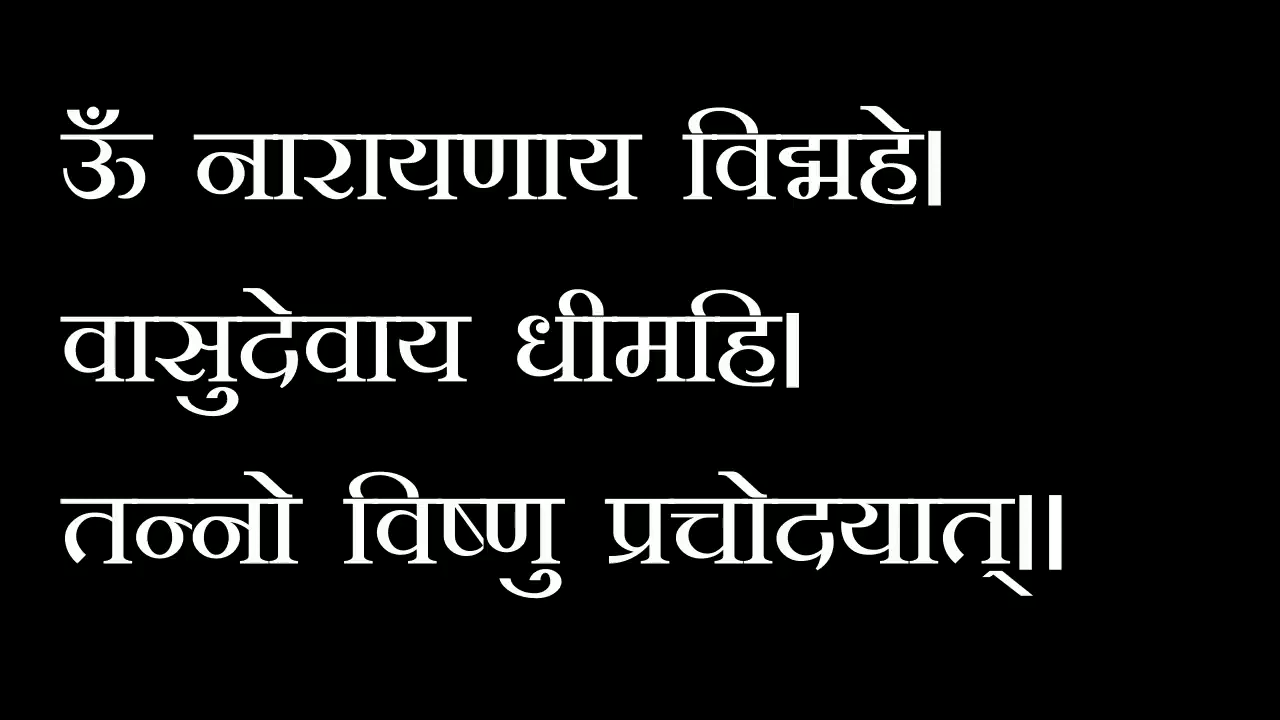 ऊँ नारायणाय विद्महे।
वासुदेवाय धीमहि।
तन्नो विष्णु प्रचोदयात्।।